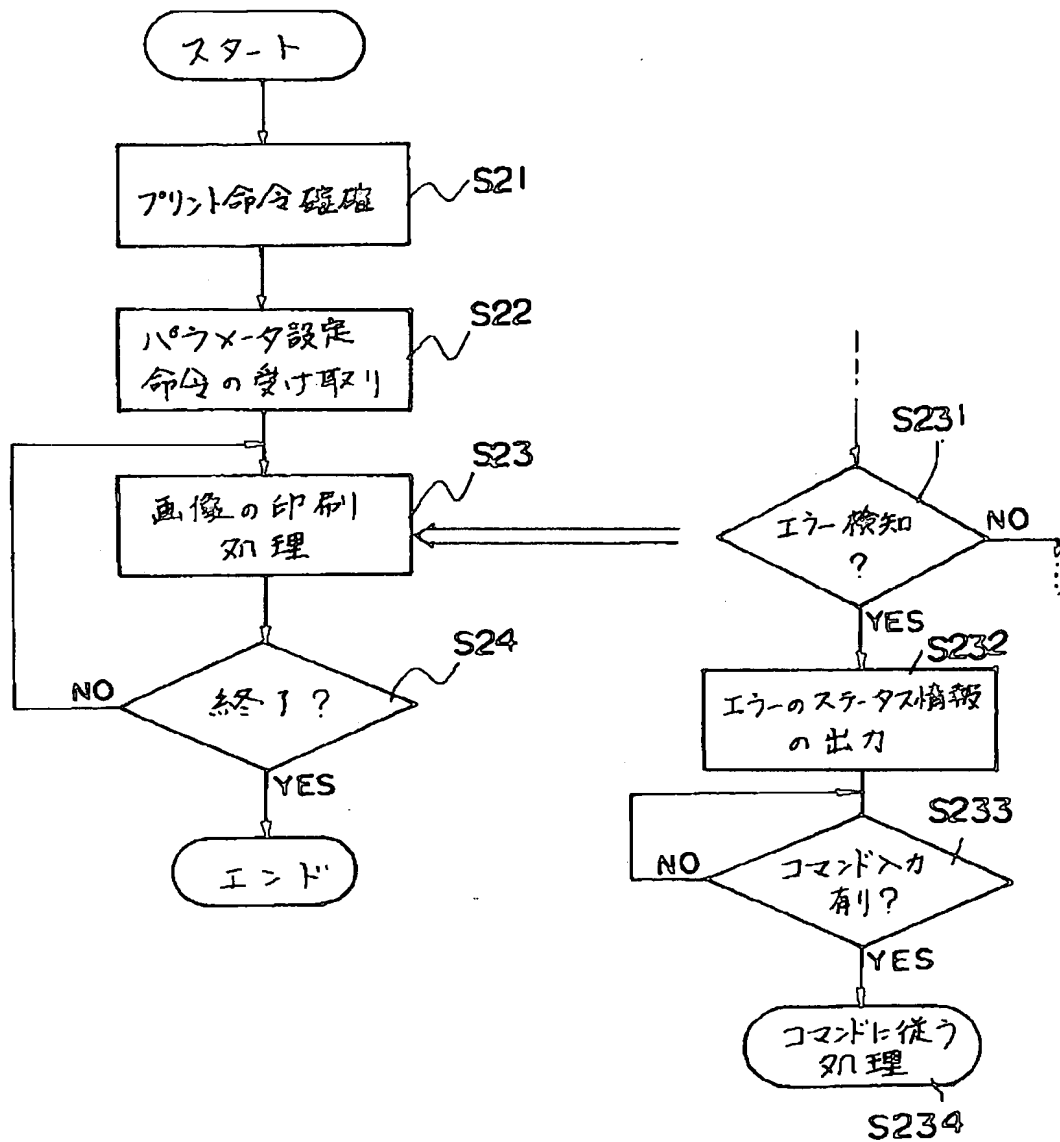 スタート
プリント命令確確
S21
パラメータ設定
命令の受け取り
S22
画像の印刷
処理
S23
終了?
S24
NO
YES
エンド
エラー検知
?
S231
NO
YES
エラーのステータス情報
の出力
S232
コマンド入力
有り?
S233
NO
YES
コマンドに従う
処理
S234